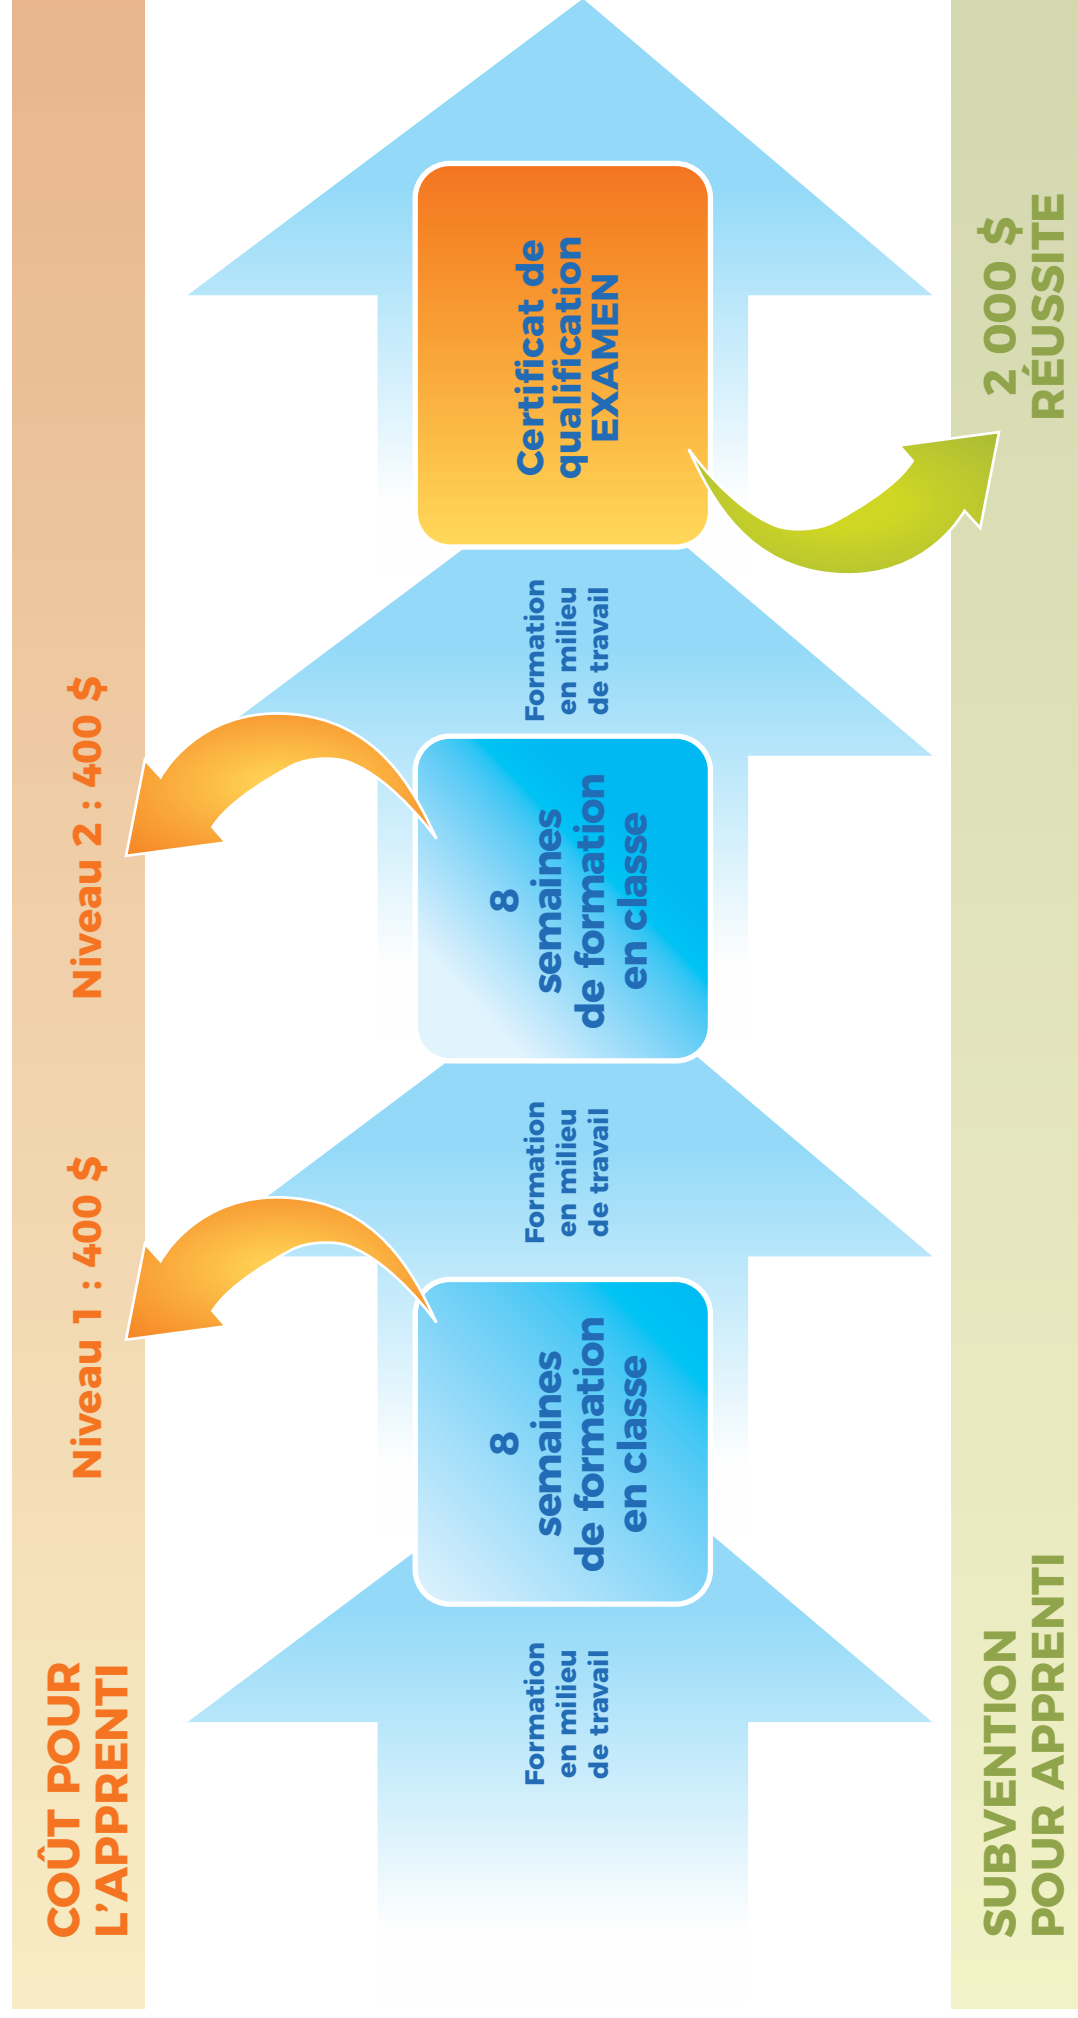 COÛT POUR
L’APPRENTI
Niveau 1 : 400 $
Niveau 2 : 400 $
Formation
en milieu
de travail
8
semaines
de formation
en classe
Formation
en milieu
de travail
8
semaines
de formation
en classe
Formation
en milieu
de travail
Certificat de
qualification
EXAMEN
SUBVENTION
POUR APPRENTI
2 000 $
RÉUSSITE